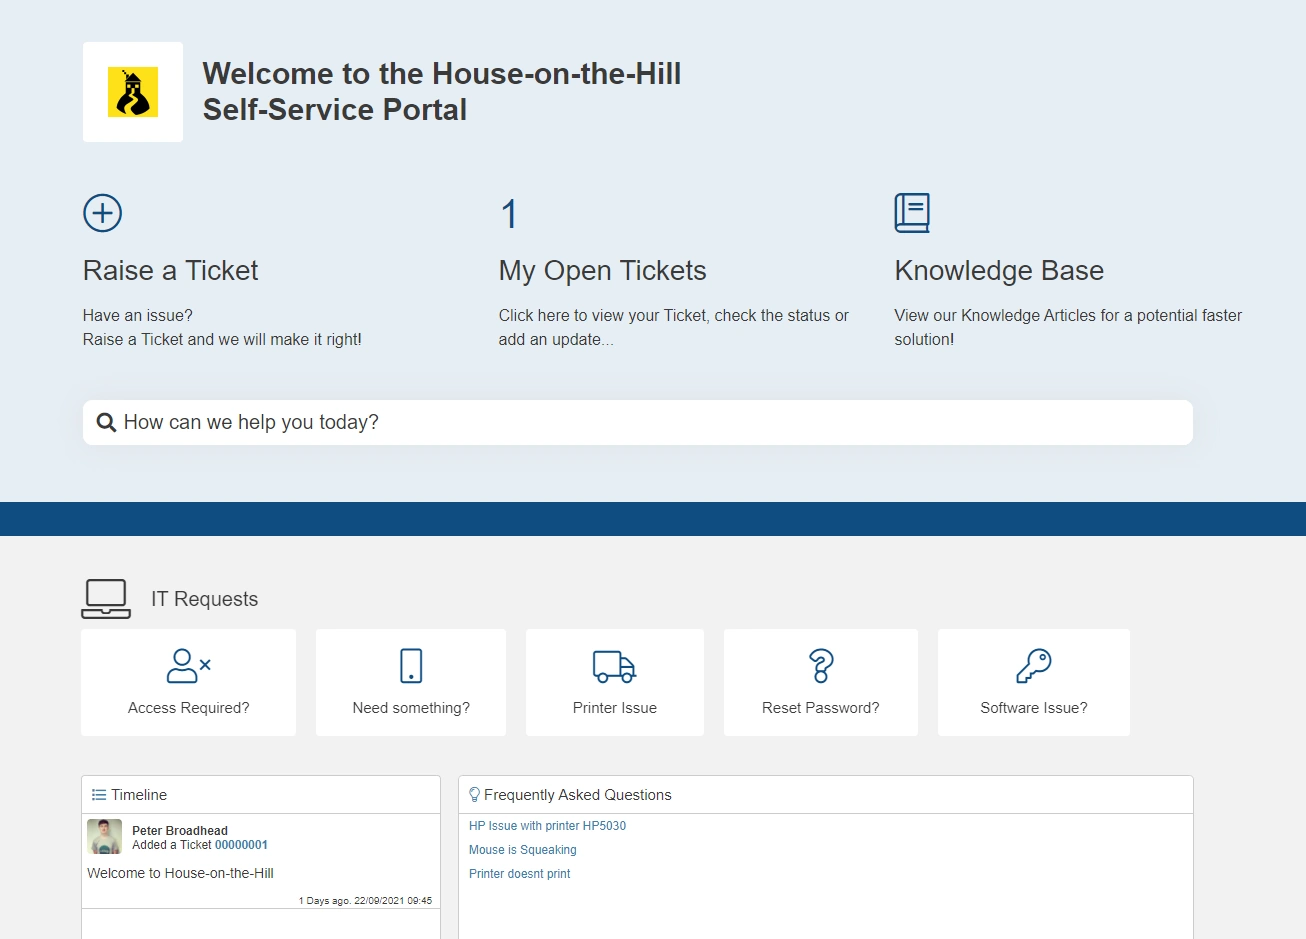 Welcome to the House-on-the-Hill
Self-Service Portal
1
Raise a Ticket
My Open Tickets
Knowledge Base
Have an issue?
Raise a Ticket and we will make it right!
Click here to view your Ticket, check the status or
add an update...
View our Knowledge Articles for a potential faster
solution!
How can we help you today?
IT Requests
Access Required?
Need something?
Printer Issue
Reset Password?
Software Issue?
Timeline
Peter Broadhead
Added a Ticket 00000001
Welcome to House-on-the-Hill
1 Days ago. 22/09/2021 09:45
Frequently Asked Questions
HP Issue with printer HP5030
Mouse is Squeaking
Printer doesnt print